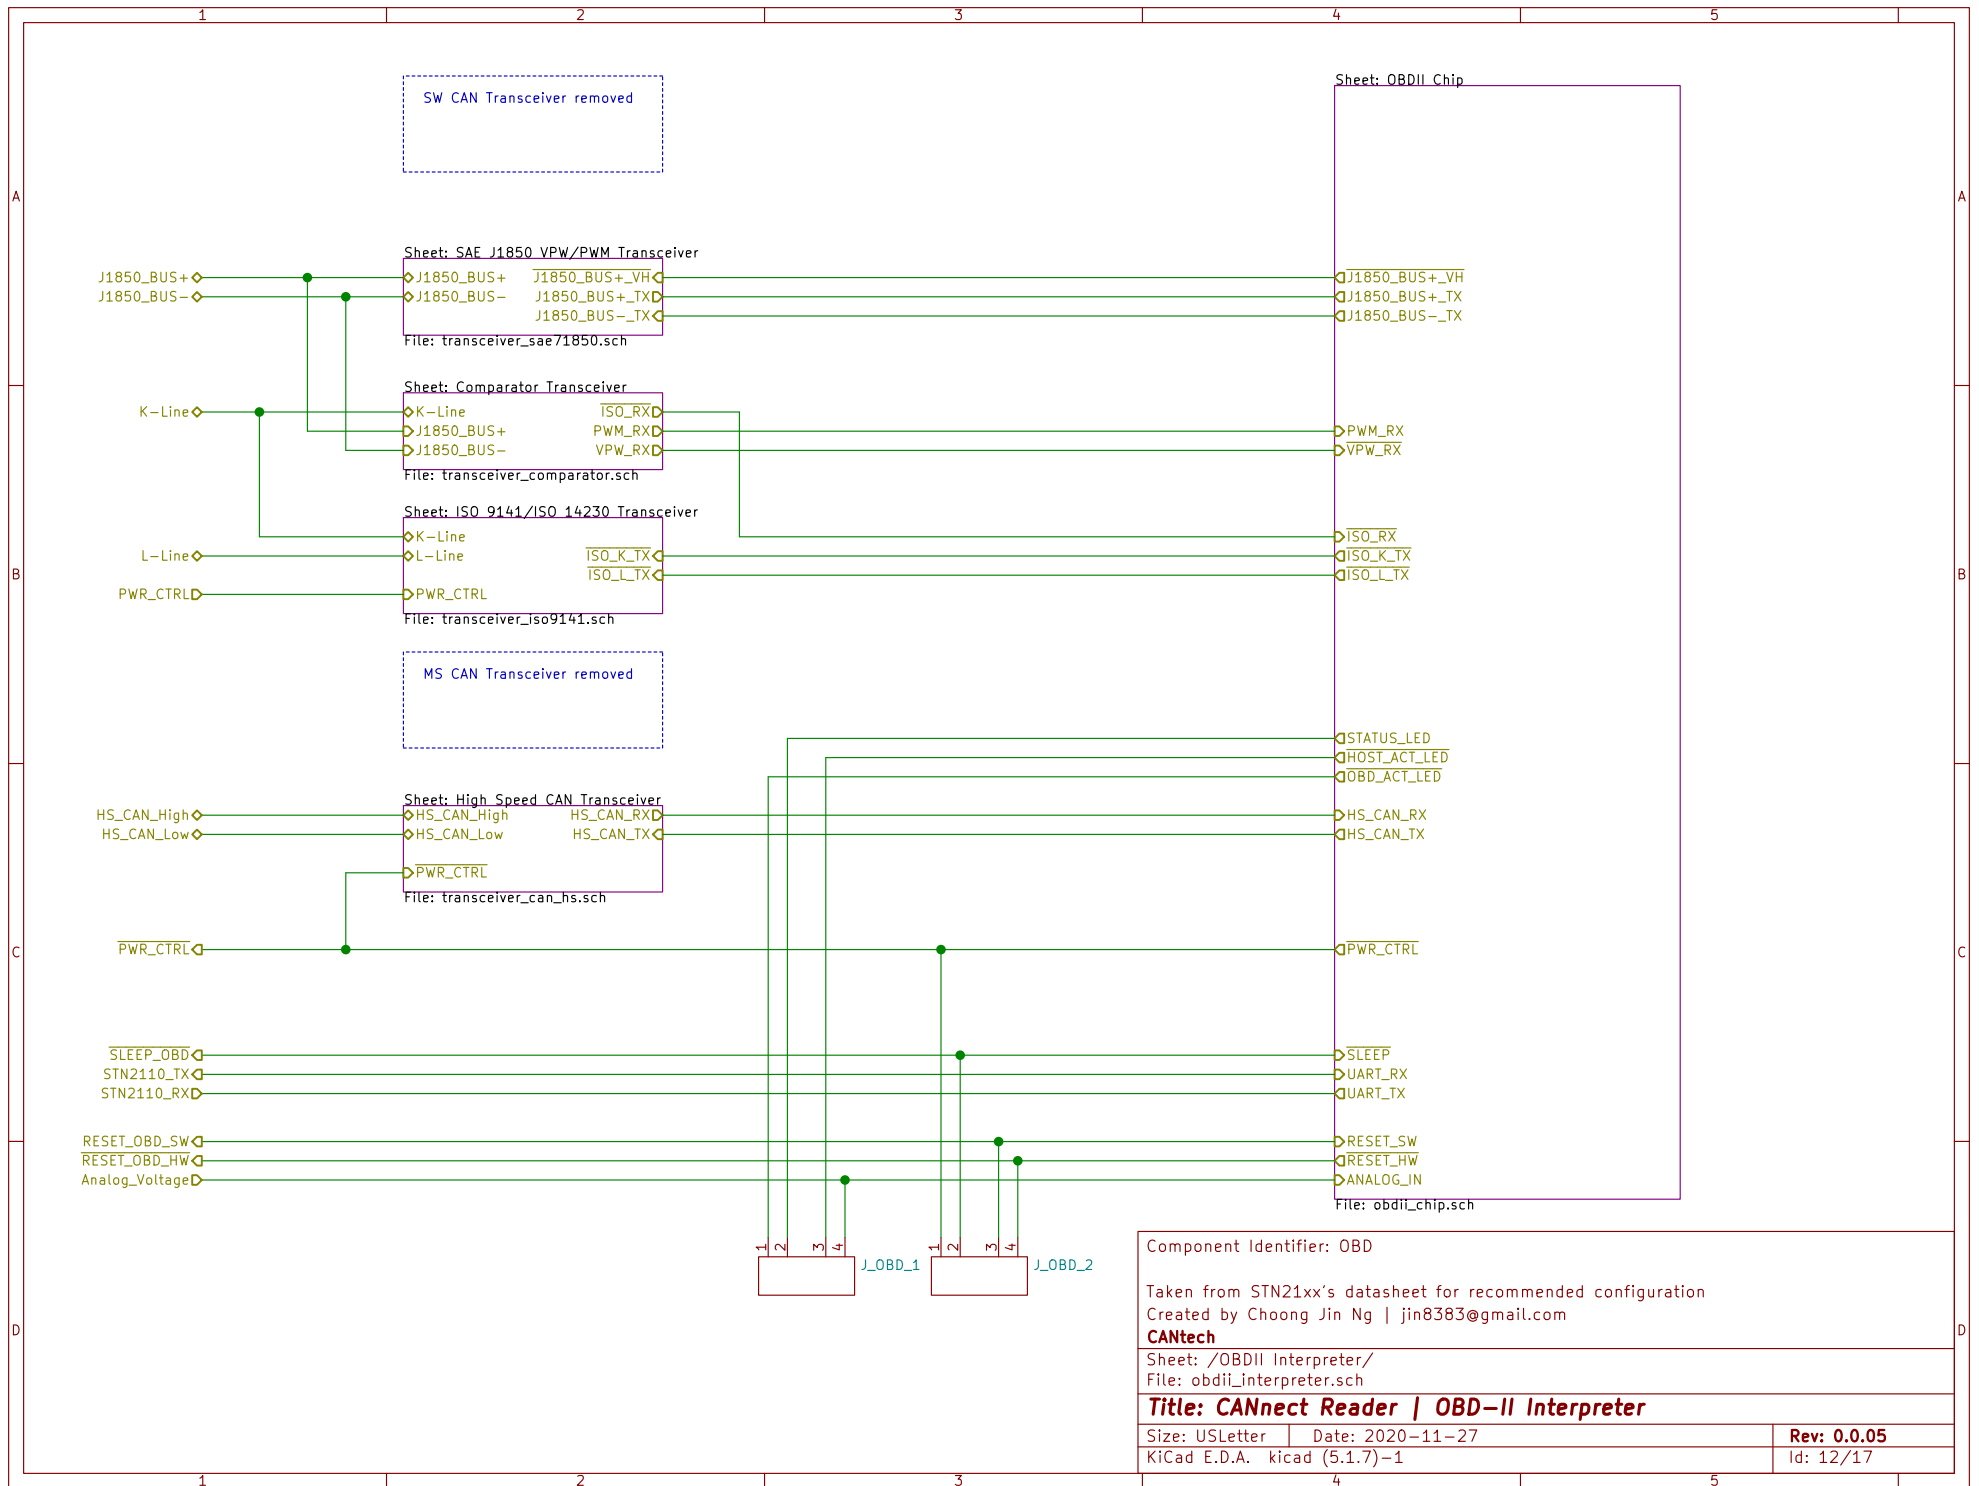 1 2 3 4 5
Sheet: OBDII Chip
SW CAN Transceiver removed
A A
Sheet: SAE J1850 VPW/PWM Transceiver
J1850_BUS+ J1850_BUS+ J1850_BUS+_VH J1850_BUS+_VH
J1850_BUS- J1850_BUS- J1850_BUS+_TX J1850_BUS+_TX
J1850_BUS-_TX J1850_BUS-_TX
File: transceiver_sae71850.sch
Sheet: Comparator Transceiver
K-Line K-Line ISO_RX
J1850_BUS+ PWM_RX PWM_RX
J1850_BUS- VPW_RX VPW_RX
File: transceiver_comparator.sch
Sheet: ISO 9141/ISO 14230 Transceiver
K-Line ISO_RX
L-Line L-Line ISO_K_TX ISO_K_TX
B ISO_L_TX ISO_L_TX B
PWR_CTRL PWR_CTRL
File: transceiver_iso9141.sch
MS CAN Transceiver removed
STATUS_LED
HOST_ACT_LED
OBD_ACT_LED
Sheet: High Speed CAN Transceiver
HS_CAN_High HS_CAN_High HS_CAN_RX HS_CAN_RX
HS_CAN_Low HS_CAN_Low HS_CAN_TX HS_CAN_TX
PWR_CTRL
File: transceiver_can_hs.sch
C PWR_CTRL PWR_CTRL C
SLEEP_OBD SLEEP
STN2110_TX UART_RX
STN2110_RX UART_TX
RESET_OBD_SW RESET_SW
RESET_OBD_HW RESET_HW
Analog_Voltage ANALOG_IN
File: obdii_chip.sch
1 2 3 4 1 2 3 4
J_OBD_1 J_OBD_2
Component Identifier: OBD
Taken from STN21xx's datasheet for recommended configuration
Created by Choong Jin Ng | jin8383@gmail.com
D D
CANtech
Sheet: /OBDII Interpreter/
File: obdii_interpreter.sch
Title: CANnect Reader | OBD-II Interpreter
Size: USLetter Date: 2020-11-27 Rev: 0.0.05
KiCad E.D.A. kicad (5.1.7)-1 Id: 12/17
1 2 3 4 5